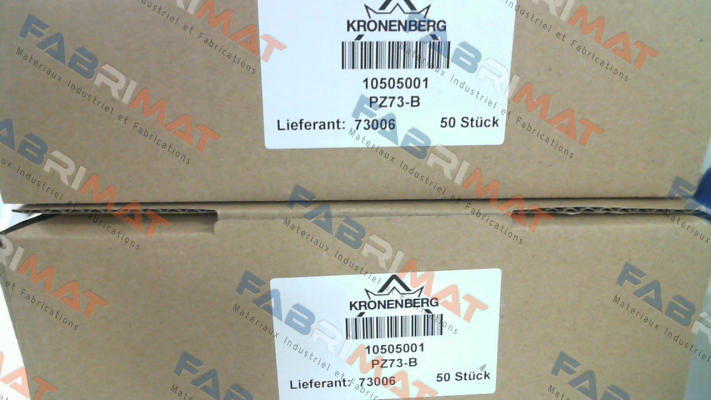 KRONENBERG
10505001
PZ73-B
Lieferant: 73006 50 Stück
KRONENBERG
10505001
PZ73-B
Lieferant: 73006 50 Stück
FABRIMAT
Materiaux Industriel et Fabrications